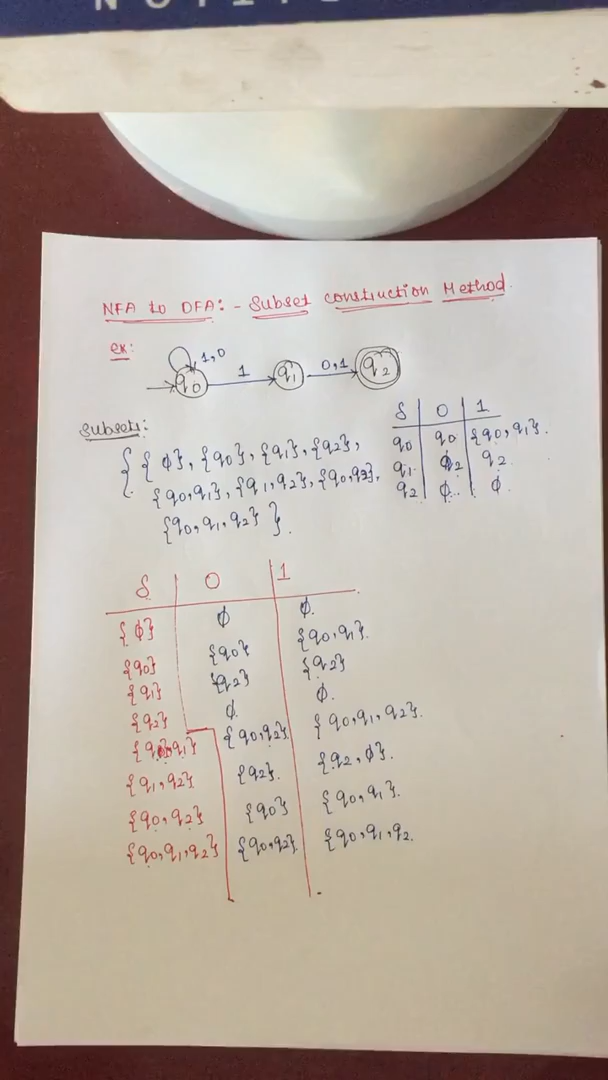 NFA to DFA:- Subset construction Method.
ex:
1,0
q0 1 q1 0,1 q2
Subsets:
{ {ϕ}, {q0}, {q1}, {q2},
{q0,q1}, {q1,q2}, {q0,q2},
{q0,q1,q2} }.
δ 0 1
q0 q0 {q0,q1}.
q1. q2 q2.
q2 ϕ. ϕ.
δ 0 1
{ϕ} ϕ ϕ.
{q0} {q0} {q0,q1}.
{q1} {q2} {q2}
{q2} ϕ. ϕ.
{q0,q1} {q0,q2} {q0,q1,q2}.
{q1,q2} {q2}. {q2,ϕ}.
{q0,q2} {q0} {q0,q1}.
{q0,q1,q2} {q0,q2}. {q0,q1,q2.